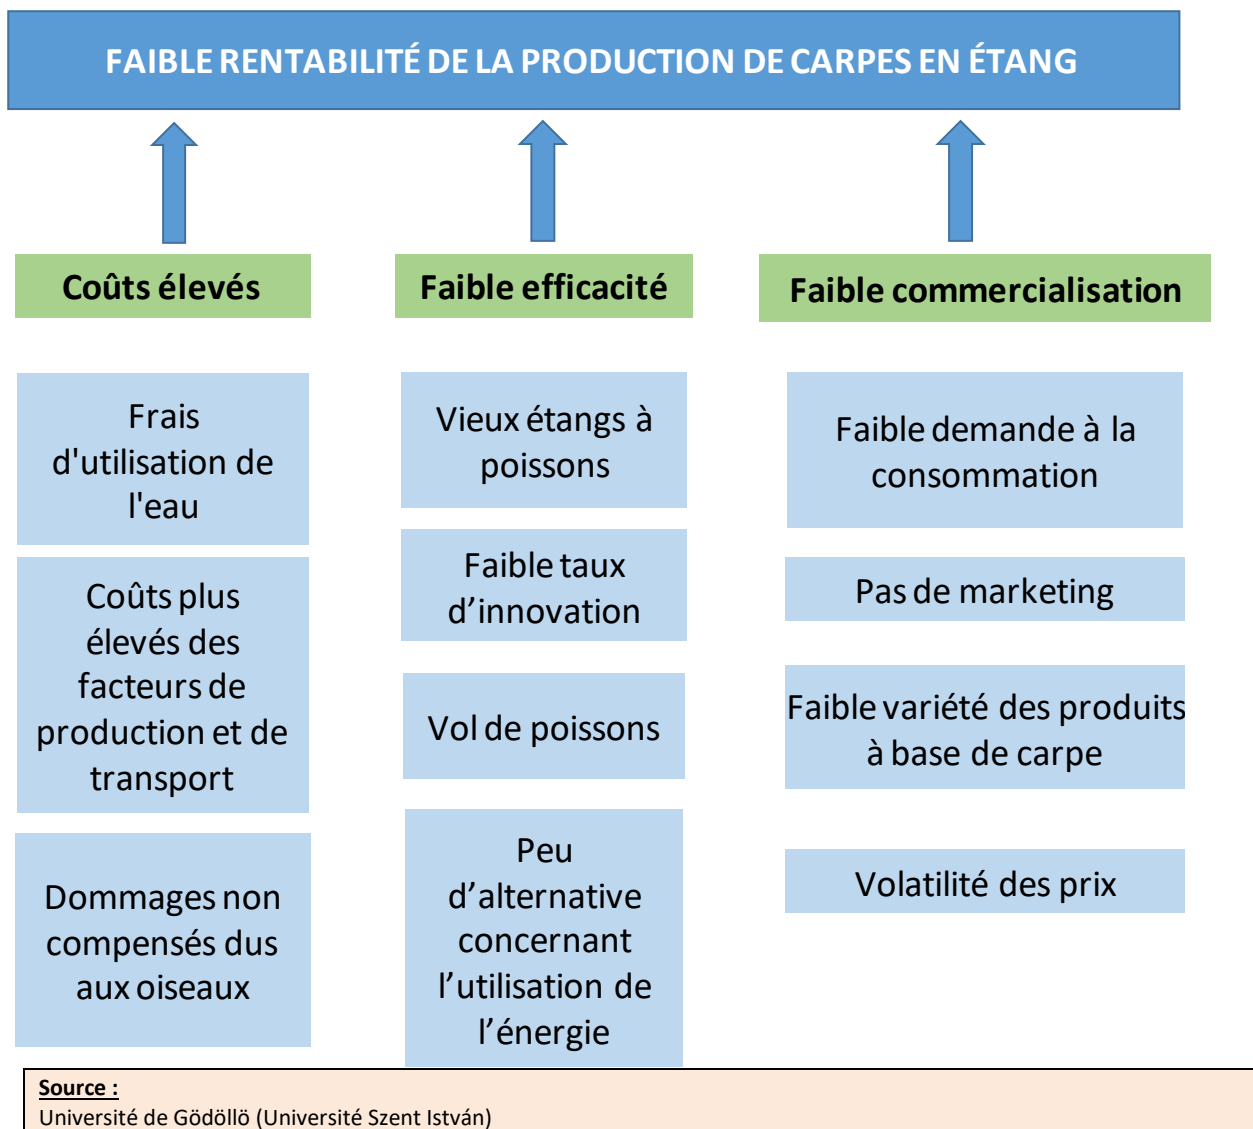 FAIBLE RENTABILITÉ DE LA PRODUCTION DE CARPES EN ÉTANG
Coûts élevés
Frais
d'utilisation de
l'eau
Coûts plus
élevés des
facteurs de
production et de
transport
Dommages non
compensés dus
aux oiseaux
Faible efficacité
Vieux étangs à
poissons
Faible taux
d’innovation
Vol de poissons
Peu
d’alternative
concernant
l’utilisation de
l’énergie
Faible commercialisation
Faible demande à la
consommation
Pas de marketing
Faible variété des produits
à base de carpe
Volatilité des prix
Source :
Université de Gödöllö (Université Szent István)